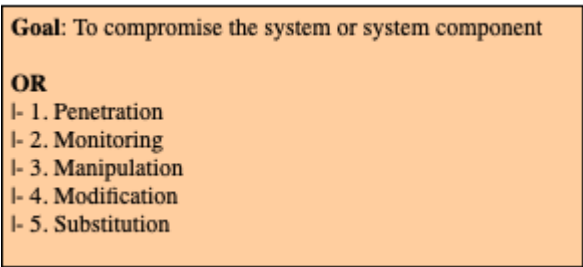 Goal: To compromise the system or system component
OR
|- 1. Penetration
|- 2. Monitoring
|- 3. Manipulation
|- 4. Modification
|- 5. Substitution